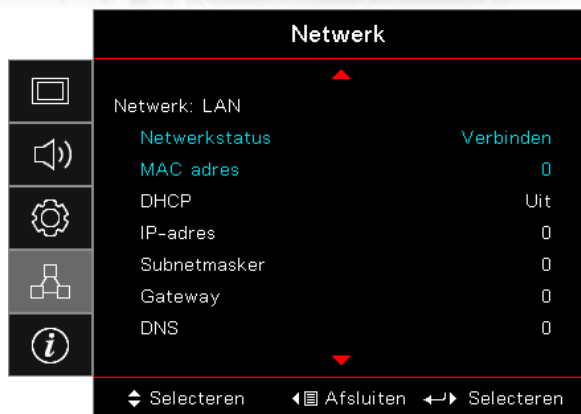 Netwerk
Netwerk: LAN
Netwerkstatus Verbinden
MAC adres 0
DHCP Uit
IP-adres 0
Subnetmasker 0
Gateway 0
DNS 0
Selecteren Afsluiten Selecteren